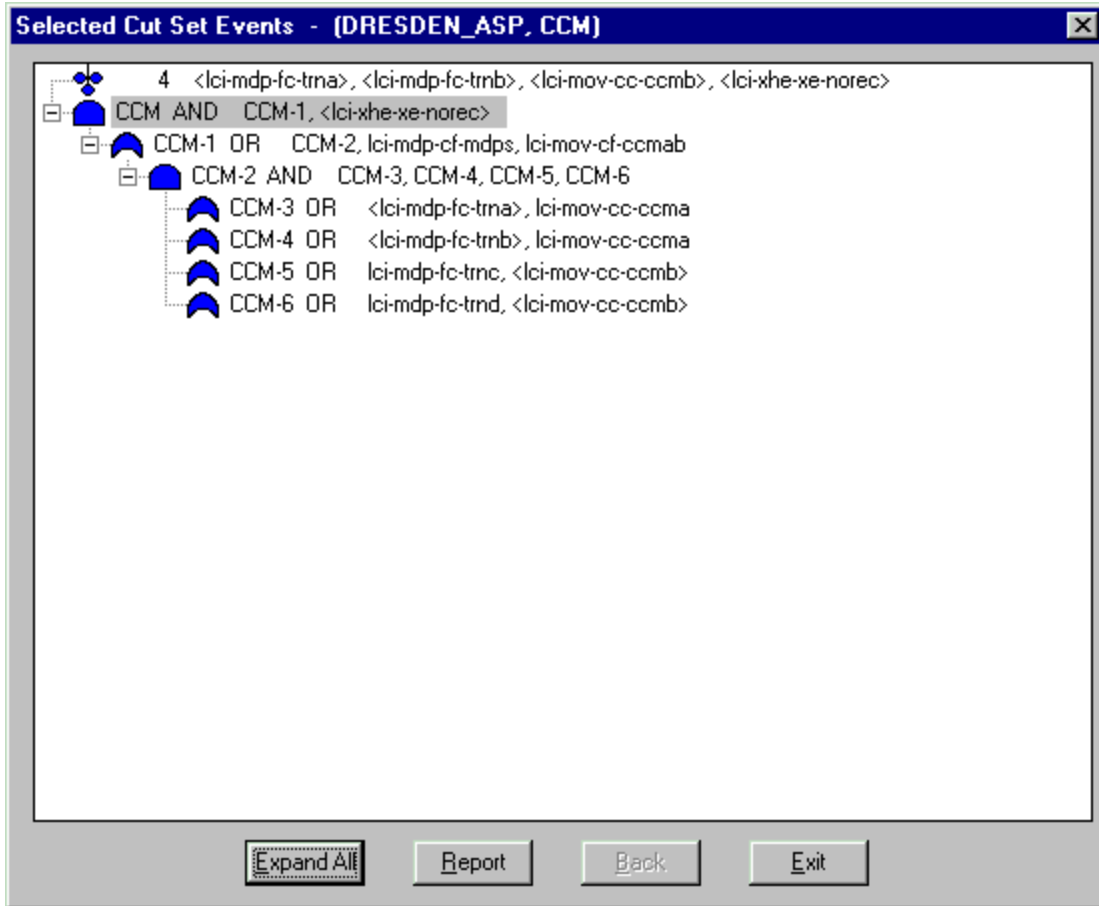 Selected Cut Set Events - (DRESDEN_ASP, CCM)
4 <lci-mdp-fc-trna>, <lci-mdp-fc-trnb>, <lci-mov-cc-ccmb>, <lci-xhe-xe-norec>
CCM AND CCM-1, <lci-xhe-xe-norec>
CCM-1 OR CCM-2, lci-mdp-cf-mdps, lci-mov-cf-ccmab
CCM-2 AND CCM-3, CCM-4, CCM-5, CCM-6
CCM-3 OR <lci-mdp-fc-trna>, lci-mov-cc-ccma
CCM-4 OR <lci-mdp-fc-trnb>, lci-mov-cc-ccma
CCM-5 OR lci-mdp-fc-trnc, <lci-mov-cc-ccmb>
CCM-6 OR lci-mdp-fc-trnd, <lci-mov-cc-ccmb>
Expand All Report Back Exit